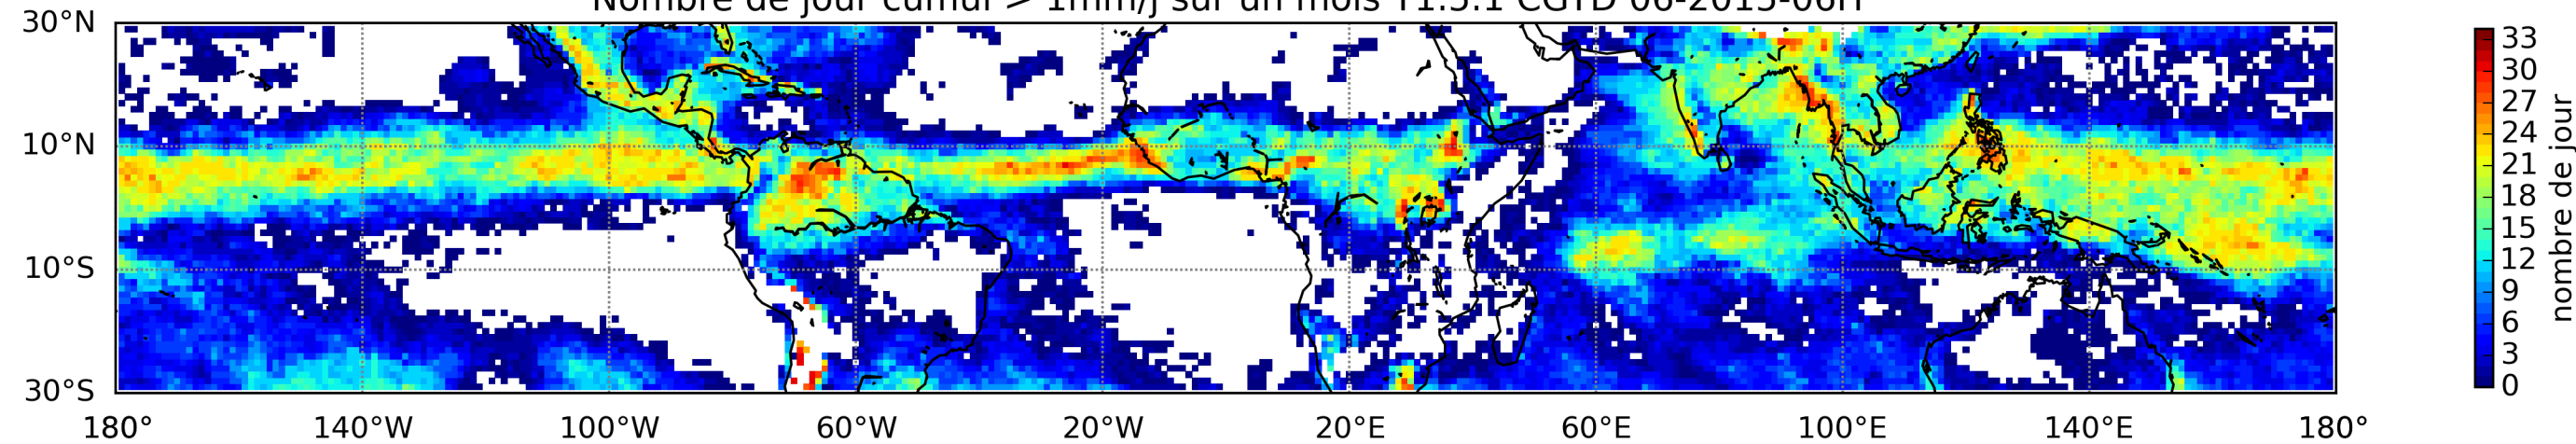 Nombre de jour cumul > 1mm/j sur un mois T1.5.1 CGTD 06-2015-06H
30°N
10°N
10°S
30°S
180° 140°W 100°W 60°W 20°W 20°E 60°E 100°E 140°E 180°
33
30
27
24
21
18
15
12
9
6
3
0
nombre de jour